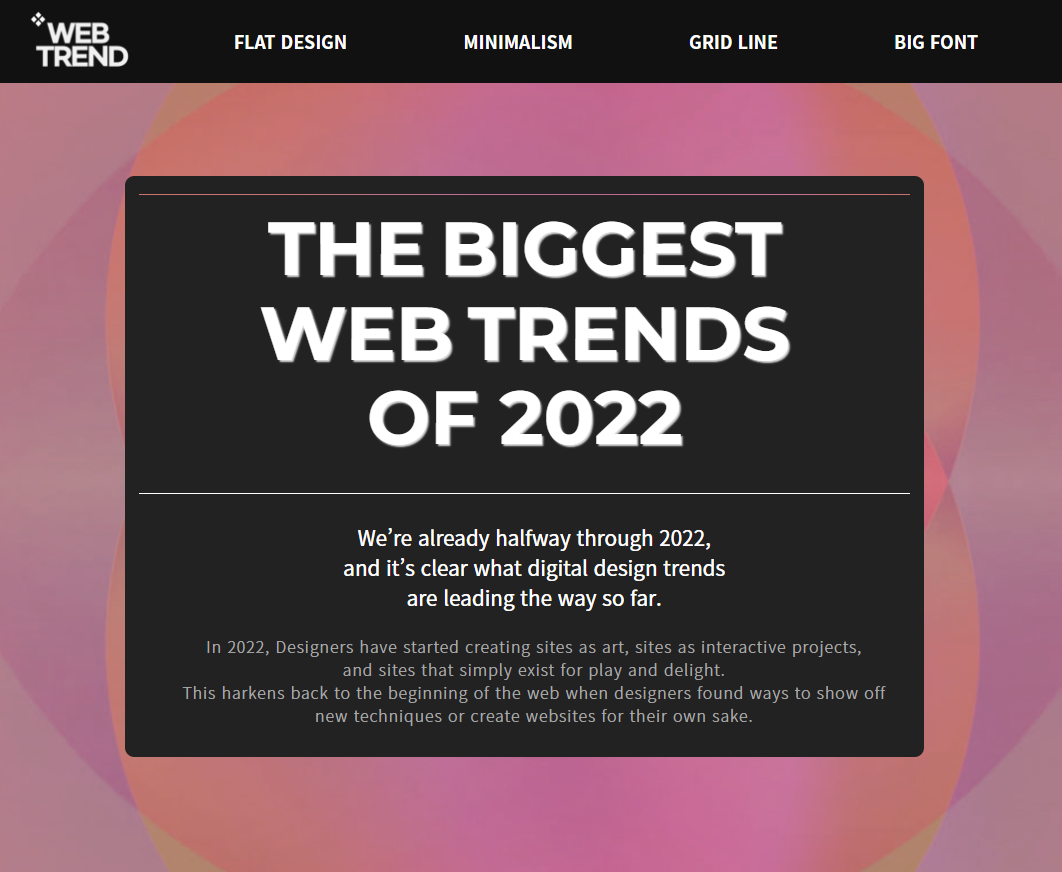 WEB
TREND
FLAT DESIGN
MINIMALISM
GRID LINE
BIG FONT
THE BIGGEST
WEB TRENDS
OF 2022
We’re already halfway through 2022,
and it’s clear what digital design trends
are leading the way so far.
In 2022, Designers have started creating sites as art, sites as interactive projects,
and sites that simply exist for play and delight.
This harkens back to the beginning of the web when designers found ways to show off
new techniques or create websites for their own sake.